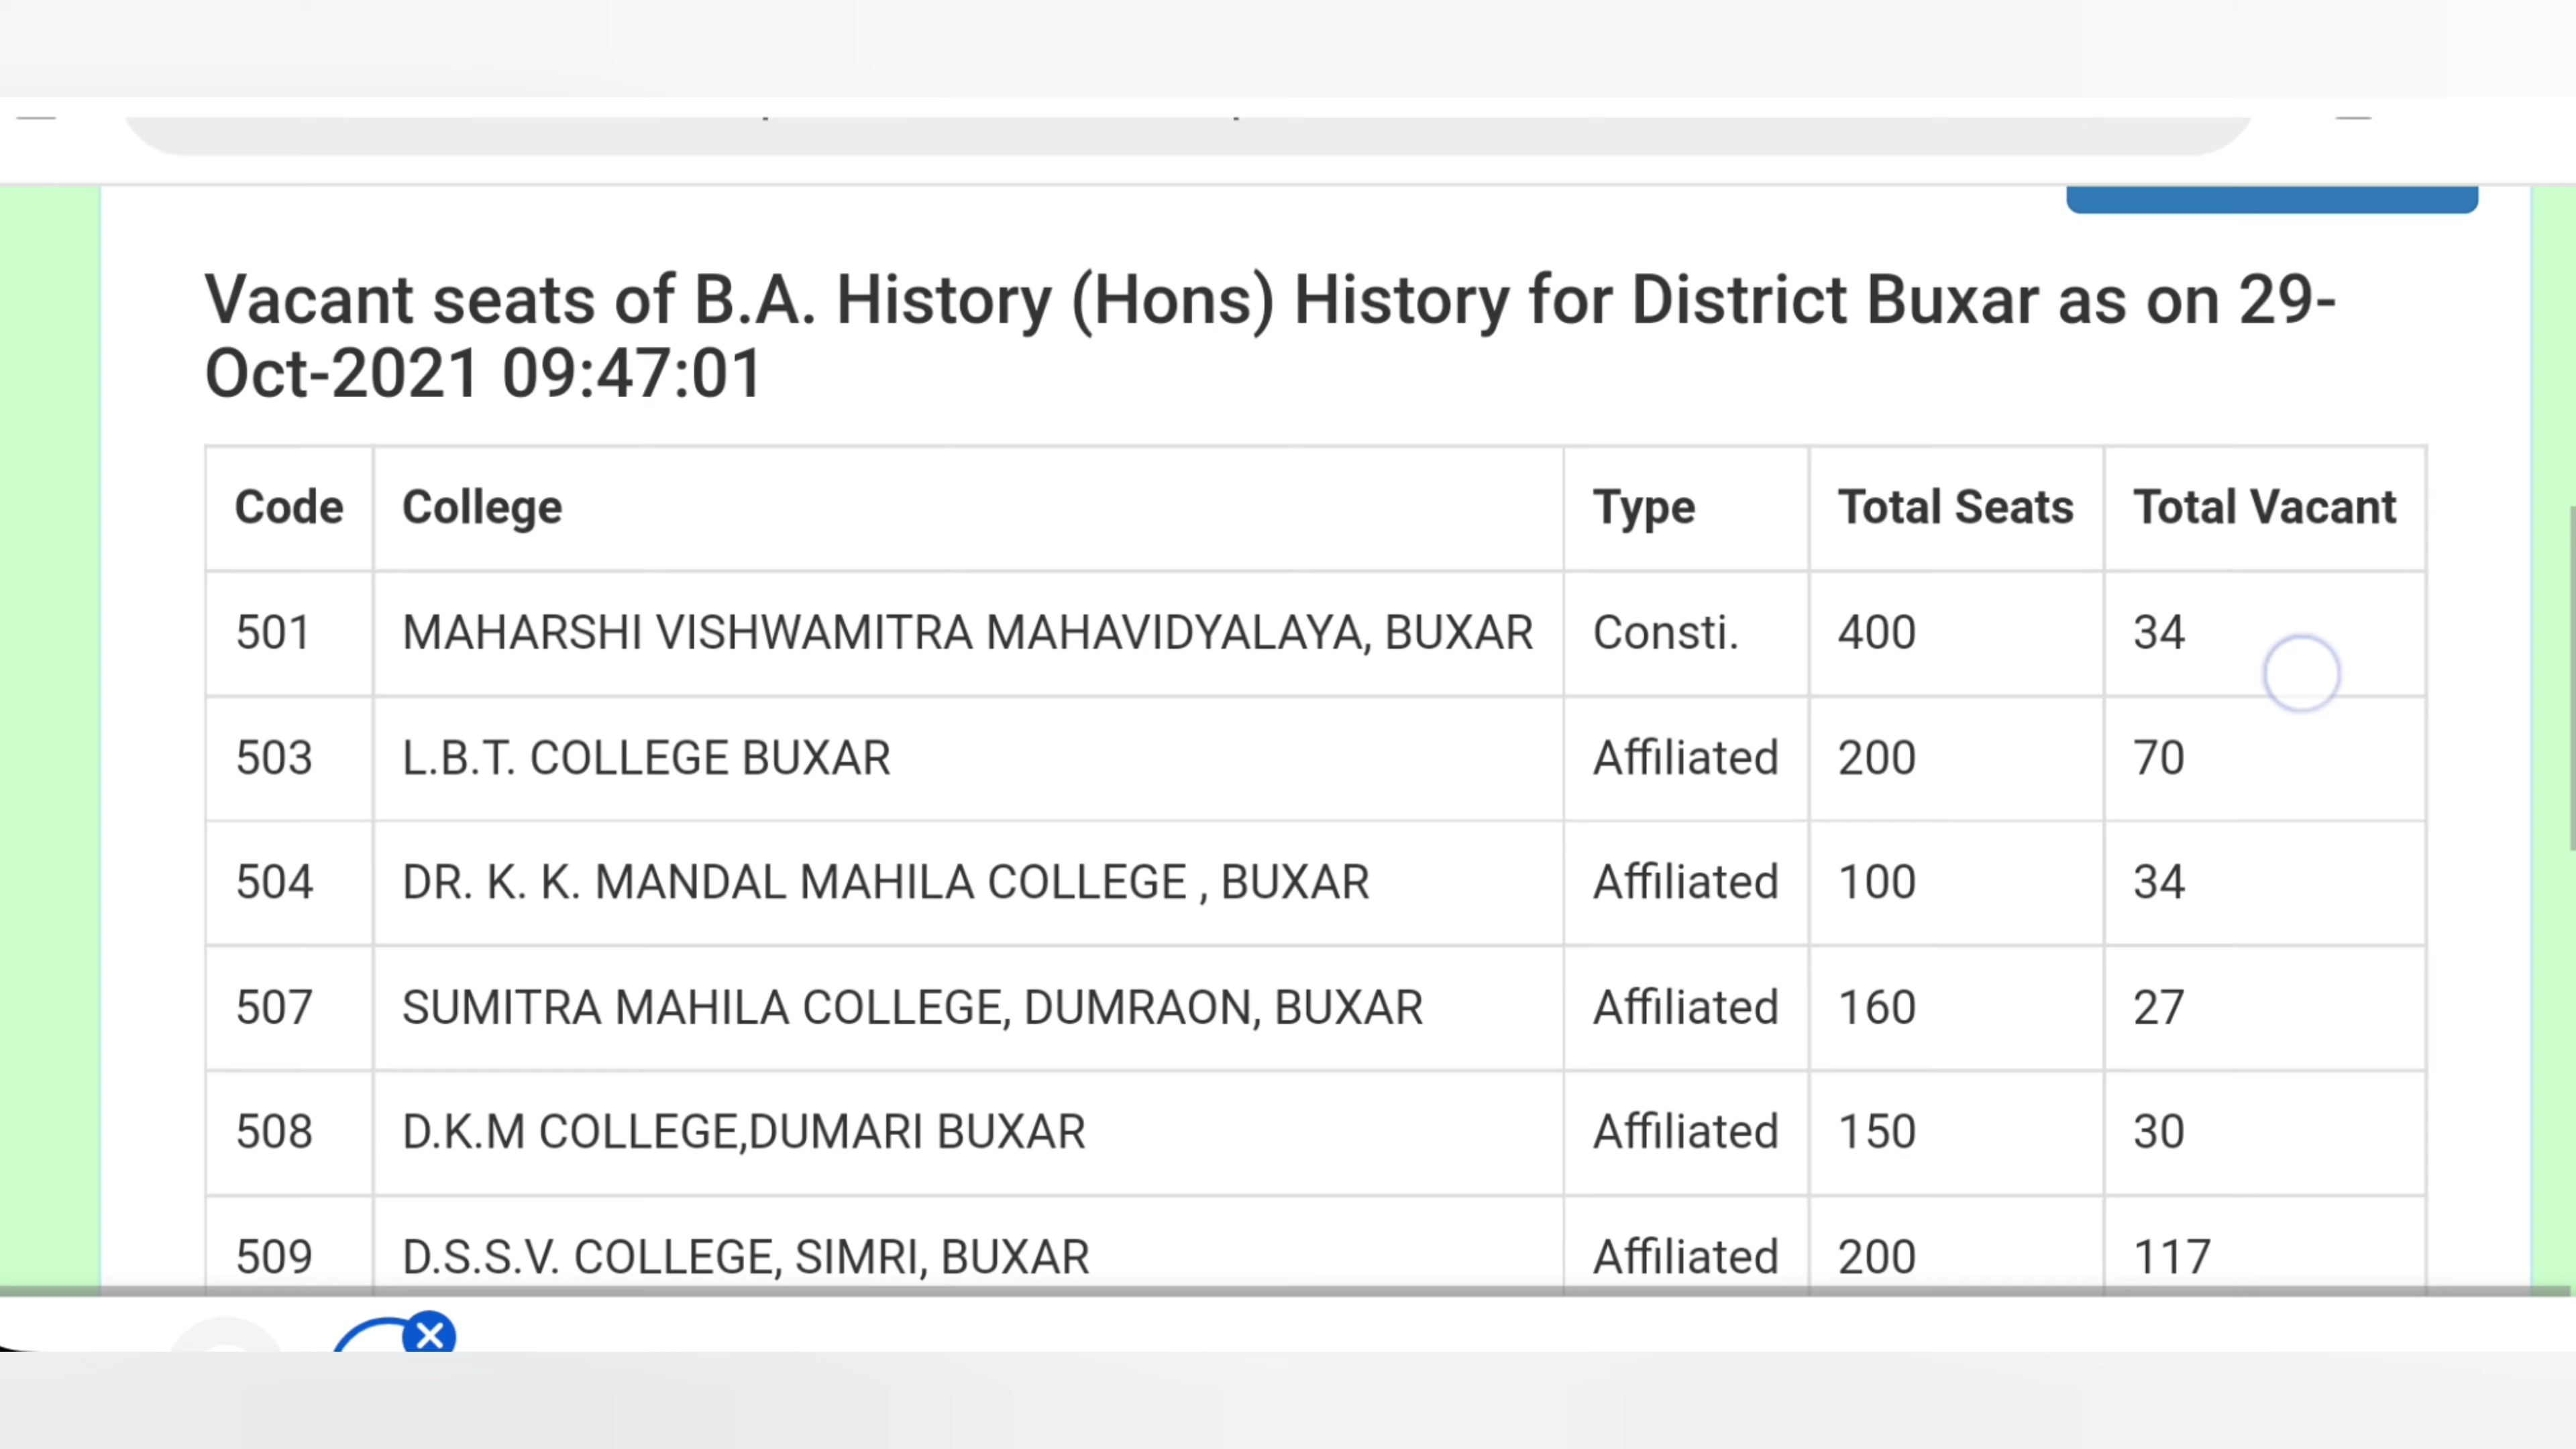 Vacant seats of B.A. History (Hons) History for District Buxar as on 29-
Oct-2021 09:47:01
Code College Type Total Seats Total Vacant
501 MAHARSHI VISHWAMITRA MAHAVIDYALAYA, BUXAR Consti. 400 34
503 L.B.T. COLLEGE BUXAR Affiliated 200 70
504 DR. K. K. MANDAL MAHILA COLLEGE , BUXAR Affiliated 100 34
507 SUMITRA MAHILA COLLEGE, DUMRAON, BUXAR Affiliated 160 27
508 D.K.M COLLEGE,DUMARI BUXAR Affiliated 150 30
509 D.S.S.V. COLLEGE, SIMRI, BUXAR Affiliated 200 117